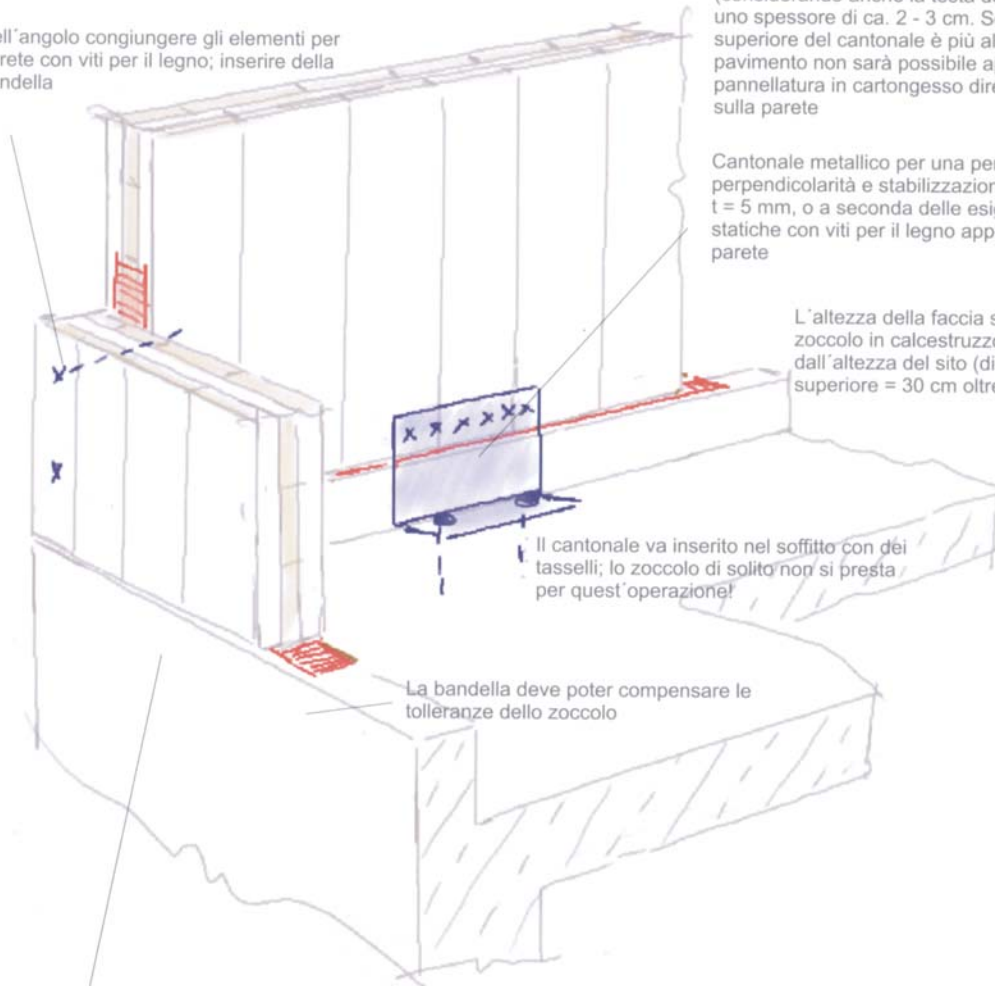 ell´angolo congiungere gli elementi per
rete con viti per il legno; inserire della
ndella
uno spessore di ca. 2 - 3 cm. S
superiore del cantonale è più al
pavimento non sarà possibile a
pannellatura in cartongesso dire
sulla parete
Cantonale metallico per una per
perpendicolarità e stabilizzazion
t = 5 mm, o a seconda delle esig
statiche con viti per il legno app
parete
L´altezza della faccia s
zoccolo in calcestruzzo
dall´altezza del sito (di
superiore = 30 cm oltre
Il cantonale va inserito nel soffitto con dei
tasselli; lo zoccolo di solito non si presta
per quest´operazione!
La bandella deve poter compensare le
tolleranze dello zoccolo